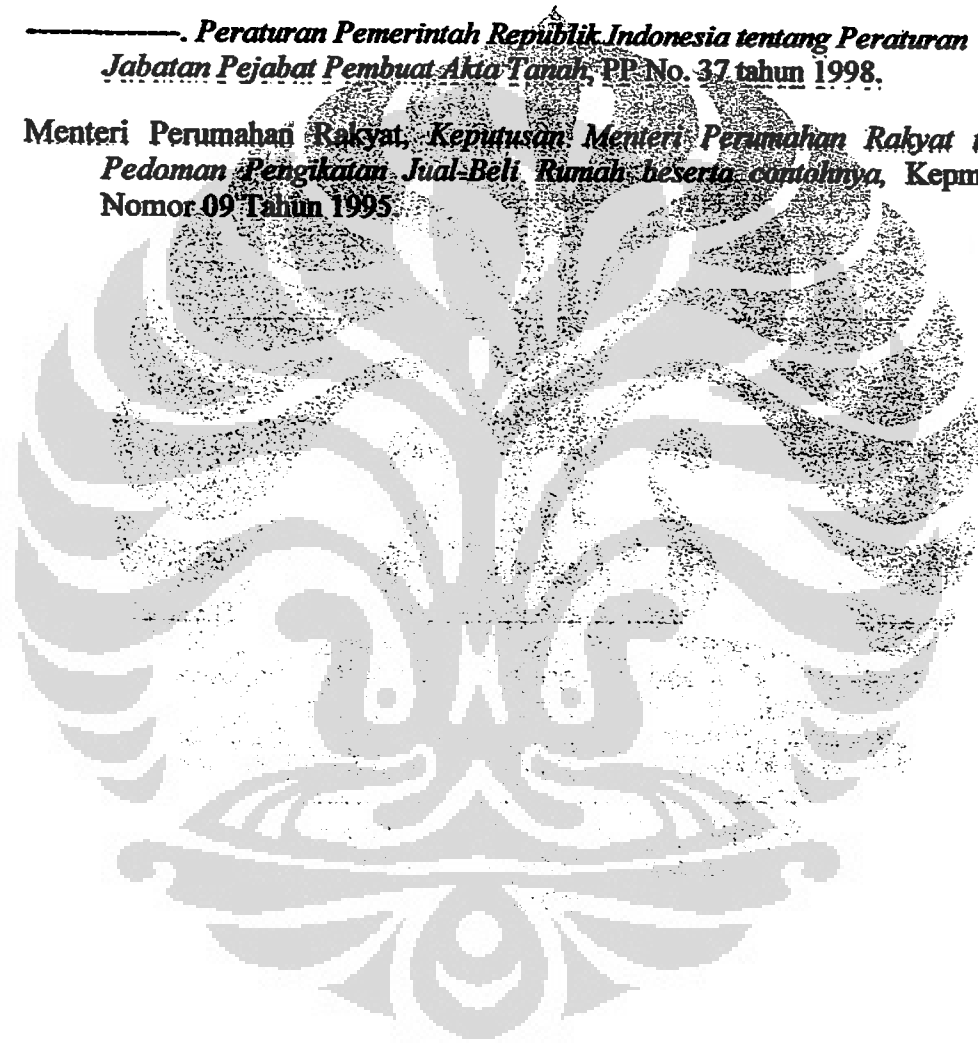 ————. Peraturan Pemerintah Republik Indonesia tentang Peraturan
Jabatan Pejabat Pembuat Akta Tanah, PP No. 37 tahun 1998.
Menteri Perumahan Rakyat, Keputusan Menteri Perumahan Rakyat
Pedoman Pengikatan Jual-Beli Rumah beserta contohnya, Kepm
Nomor 09 Tahun 1995.